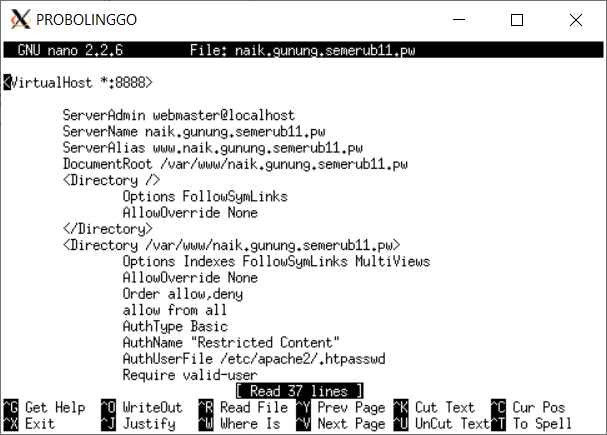 PROBOLINGGO
GNU nano 2.2.6 File: naik.gunung.semerub11.pw
<VirtualHost *:8888>
ServerAdmin webmaster@localhost
ServerName naik.gunung.semerub11.pw
ServerAlias www.naik.gunung.semerub11.pw
DocumentRoot /var/www/naik.gunung.semerub11.pw
<Directory />
Options FollowSymLinks
AllowOverride None
</Directory>
<Directory /var/www/naik.gunung.semerub11.pw>
Options Indexes FollowSymLinks MultiViews
AllowOverride None
Order allow,deny
allow from all
AuthType Basic
AuthName "Restricted Content"
AuthUserFile /etc/apache2/.htpasswd
Require valid-user
[ Read 37 lines ]
^G Get Help ^O WriteOut ^R Read File ^Y Prev Page ^K Cut Text ^C Cur Pos
^X Exit ^J Justify ^W Where Is ^V Next Page ^U UnCut Text ^T To Spell